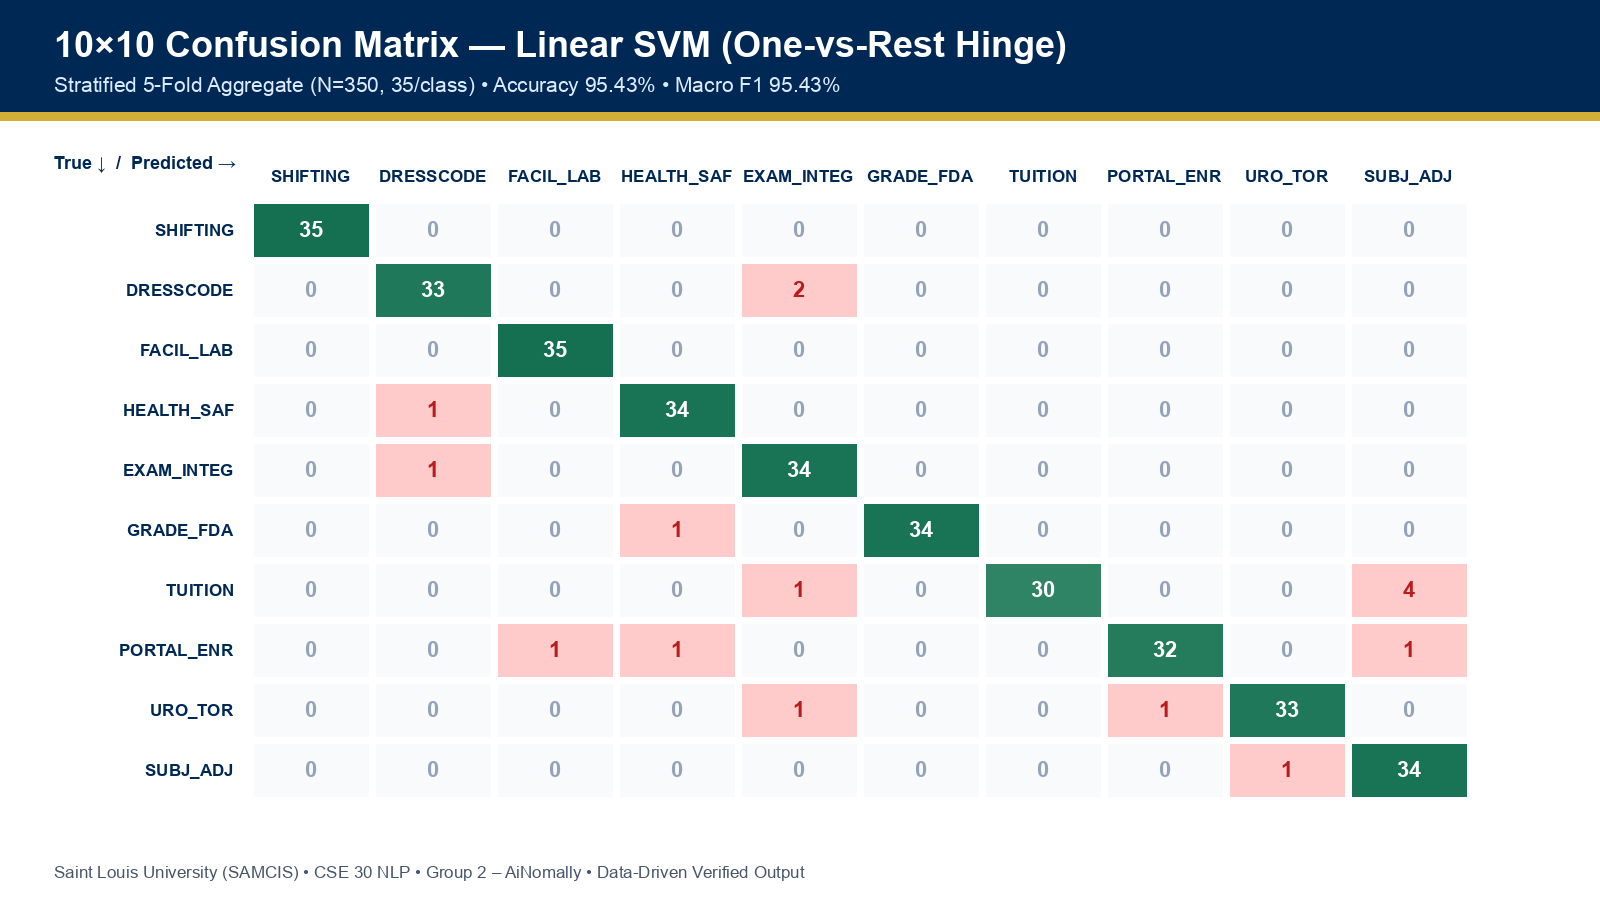 10×10 Confusion Matrix — Linear SVM (One-vs-Rest Hinge)
Stratified 5-Fold Aggregate (N=350, 35/class) • Accuracy 95.43% • Macro F1 95.43%
True ↓ / Predicted →
SHIFTING DRESSCODE FACIL_LAB HEALTH_SAF EXAM_INTEG GRADE_FDA TUITION PORTAL_ENR URO_TOR SUBJ_ADJ
SHIFTING 35 0 0 0 0 0 0 0 0 0
DRESSCODE 0 33 0 0 2 0 0 0 0 0
FACIL_LAB 0 0 35 0 0 0 0 0 0 0
HEALTH_SAF 0 1 0 34 0 0 0 0 0 0
EXAM_INTEG 0 1 0 0 34 0 0 0 0 0
GRADE_FDA 0 0 0 1 0 34 0 0 0 0
TUITION 0 0 0 0 1 0 30 0 0 4
PORTAL_ENR 0 0 1 1 0 0 0 32 0 1
URO_TOR 0 0 0 0 1 0 0 1 33 0
SUBJ_ADJ 0 0 0 0 0 0 0 0 1 34
Saint Louis University (SAMCIS) • CSE 30 NLP • Group 2 – AiNomally • Data-Driven Verified Output